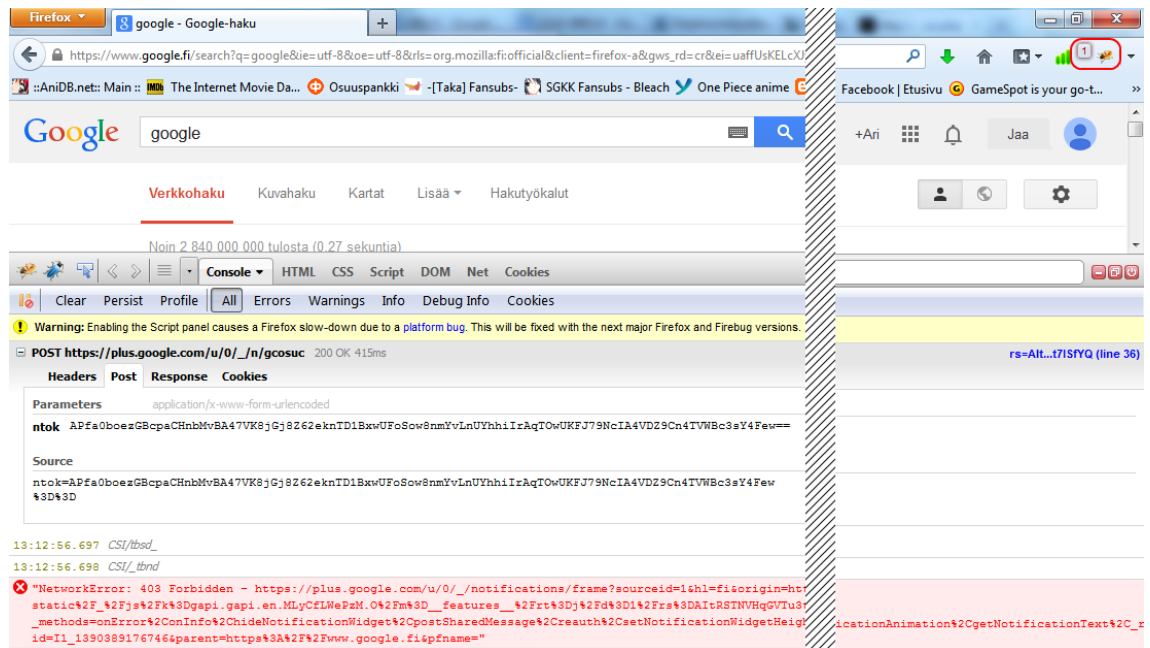 Firefox
google - Google-haku
https://www.google.fi/search?q=google&ie=utf-8&oe=utf-8&rls=org.mozilla:fi:official&client=firefox-a&gws_rd=cr&ei=uaffUsKELcXJ
1
::AniDB.net:: Main :: IMDb The Internet Movie Da... Osuuspankki -[Taka] Fansubs- SGKK Fansubs - Bleach One Piece anime Facebook | Etusivu GameSpot is your go-t... »
Google google +Ari Jaa
Verkkohaku Kuvahaku Kartat Lisää Hakutyökalut
Noin 2 840 000 000 tulosta (0,27 sekuntia)
Console HTML CSS Script DOM Net Cookies
Clear Persist Profile All Errors Warnings Info Debug Info Cookies
Warning: Enabling the Script panel causes a Firefox slow-down due to a platform bug. This will be fixed with the next major Firefox and Firebug versions.
POST https://plus.google.com/u/0/_/n/gcosuc 200 OK 415ms rs=Alt...t7ISfYQ (line 36)
Headers Post Response Cookies
Parameters application/x-www-form-urlencoded
ntok APfa0boezGBcpaCHnbMvBA47VK8jGj8Z62eknTD1BxwUFoSow8nmYvLnUYhhiIrAqTOwUKFJ79NcIA4VDZ9Cn4TVWBc3sY4Few==
Source
ntok=APfa0boezGBcpaCHnbMvBA47VK8jGj8Z62eknTD1BxwUFoSow8nmYvLnUYhhiIrAqTOwUKFJ79NcIA4VDZ9Cn4TVWBc3sY4Few
%3D%3D
13:12:56.697 CSI/tbsd_
13:12:56.698 CSI/_tbnd
"NetworkError: 403 Forbidden - https://plus.google.com/u/0/_/notifications/frame?sourceid=1&hl=fi&origin=htt
static%2F_%2Fjs%2Fk%3Dgapi.gapi.en.MLyCfLWePzM.O%2Fm%3D__features__%2Frt%3Dj%2Fd%3D1%2Frs%3DAItRSTNVHqGVTu3
_methods=onError%2ConInfo%2ChideNotificationWidget%2CpostSharedMessage%2Creauth%2CsetNotificationWidgetHeigh icationAnimation%2CgetNotificationText%2C_r
id=I1_1390389176746&parent=https%3A%2F%2Fwww.google.fi&pfname="